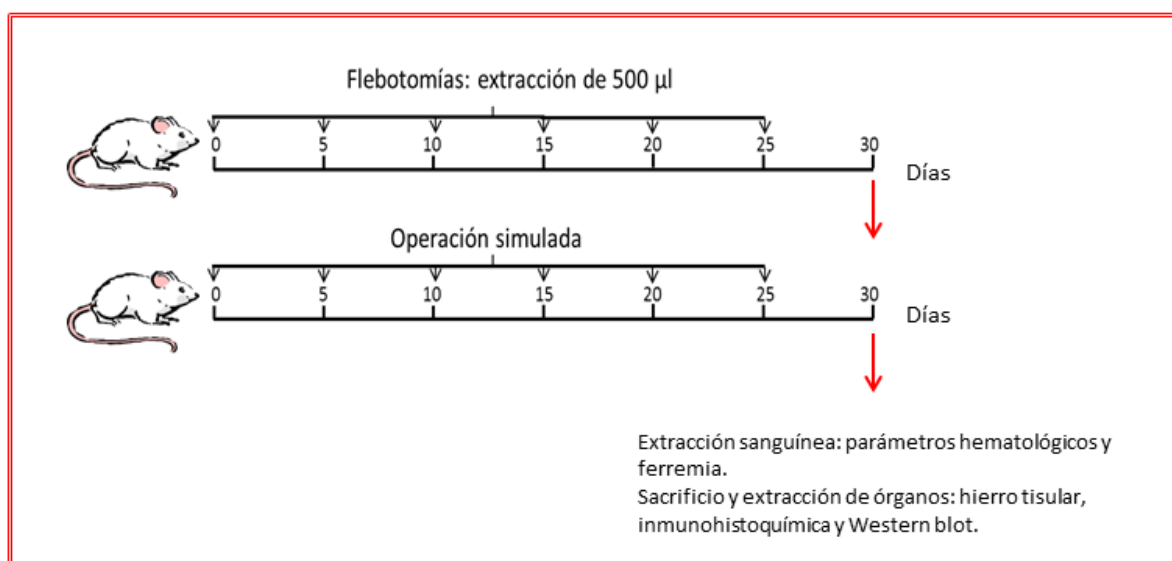 Flebotomías: extracción de 500 µl
0 5 10 15 20 25 30
Días
Operación simulada
0 5 10 15 20 25 30
Días
Extracción sanguínea: parámetros hematológicos y
ferremia.
Sacrificio y extracción de órganos: hierro tisular,
inmunohistoquímica y Western blot.